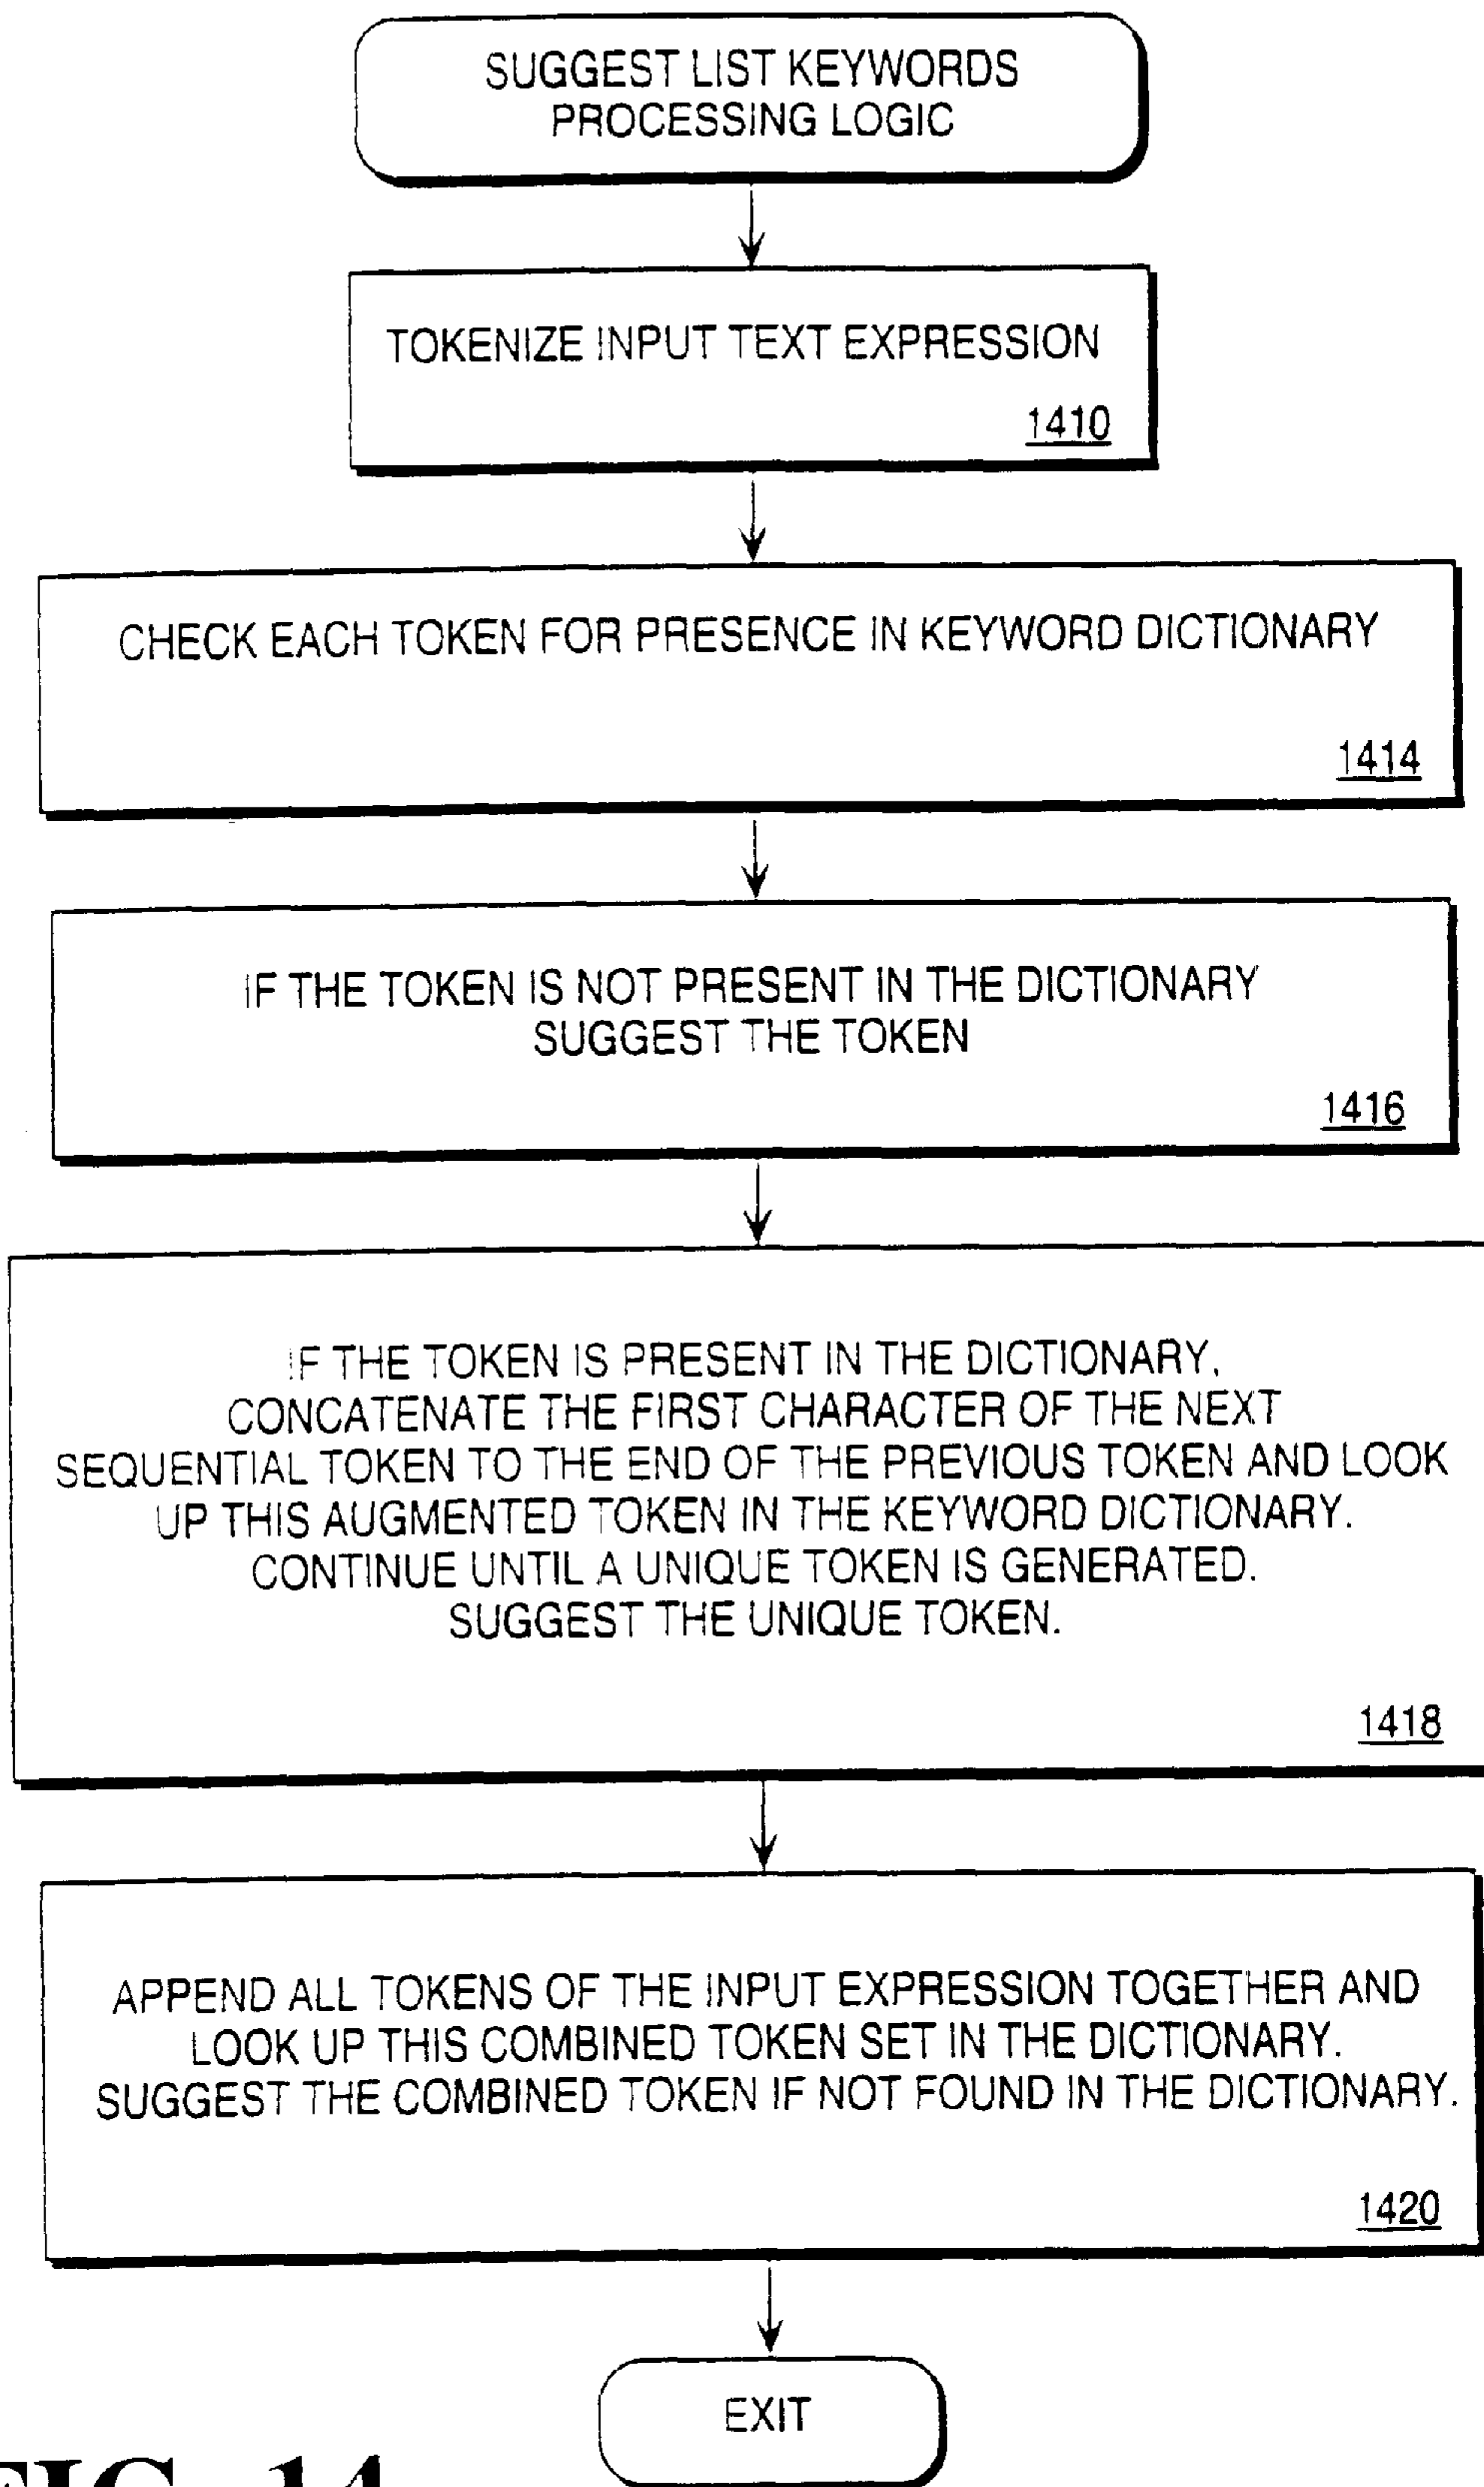 SUGGEST LIST KEYWORDS
PROCESSING LOGIC
TOKENIZE INPUT TEXT EXPRESSION
1410
CHECK EACH TOKEN FOR PRESENCE IN KEYWORD DICTIONARY
1414
IF THE TOKEN IS NOT PRESENT IN THE DICTIONARY
SUGGEST THE TOKEN
1416
IF THE TOKEN IS PRESENT IN THE DICTIONARY,
CONCATENATE THE FIRST CHARACTER OF THE NEXT
SEQUENTIAL TOKEN TO THE END OF THE PREVIOUS TOKEN AND LOOK
UP THIS AUGMENTED TOKEN IN THE KEYWORD DICTIONARY.
CONTINUE UNTIL A UNIQUE TOKEN IS GENERATED.
SUGGEST THE UNIQUE TOKEN.
1418
APPEND ALL TOKENS OF THE INPUT EXPRESSION TOGETHER AND
LOOK UP THIS COMBINED TOKEN SET IN THE DICTIONARY.
SUGGEST THE COMBINED TOKEN IF NOT FOUND IN THE DICTIONARY.
1420
EXIT
FIG. 14